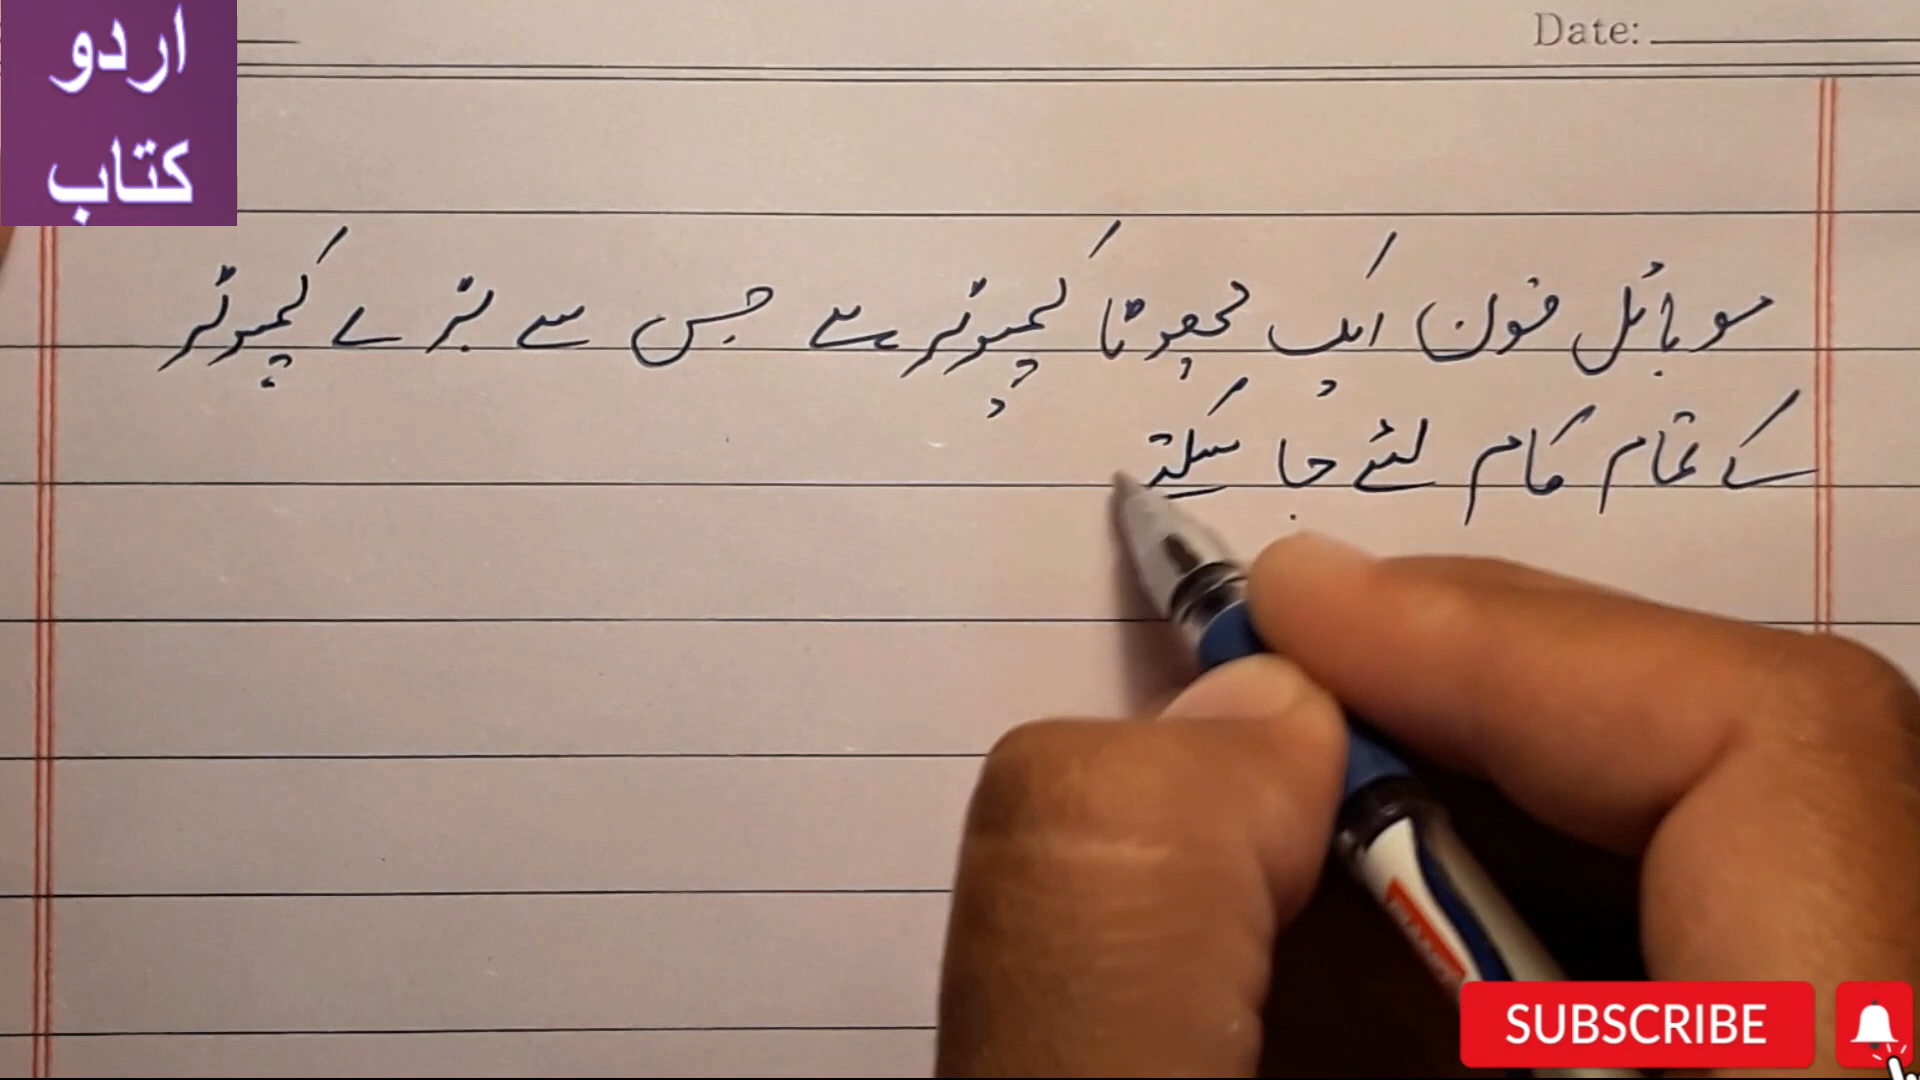 اردو
کتاب
Date:
موبائل فون ایک چھوٹا کمپیوٹر ہے جس سے بڑے کمپیوٹر
کے تمام کام لئے جا سکتے
SUBSCRIBE